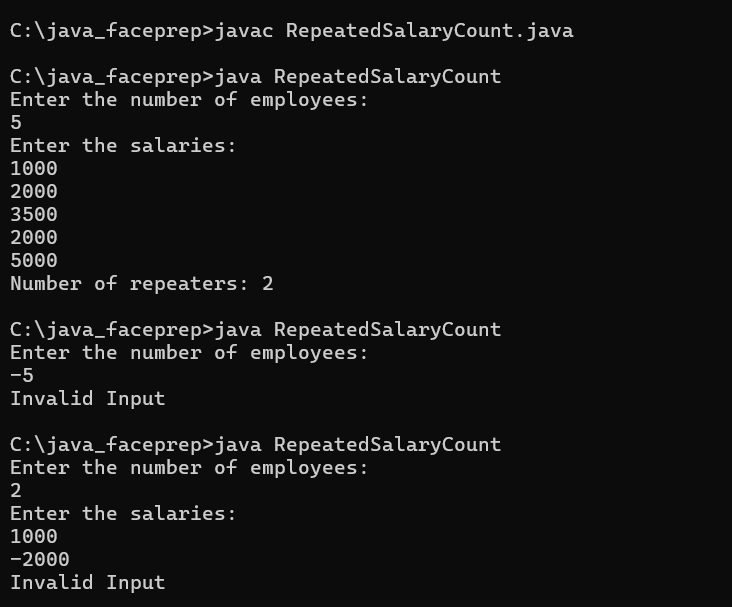 C:\java_faceprep>javac RepeatedSalaryCount.java
C:\java_faceprep>java RepeatedSalaryCount
Enter the number of employees:
5
Enter the salaries:
1000
2000
3500
2000
5000
Number of repeaters: 2
C:\java_faceprep>java RepeatedSalaryCount
Enter the number of employees:
-5
Invalid Input
C:\java_faceprep>java RepeatedSalaryCount
Enter the number of employees:
2
Enter the salaries:
1000
-2000
Invalid Input